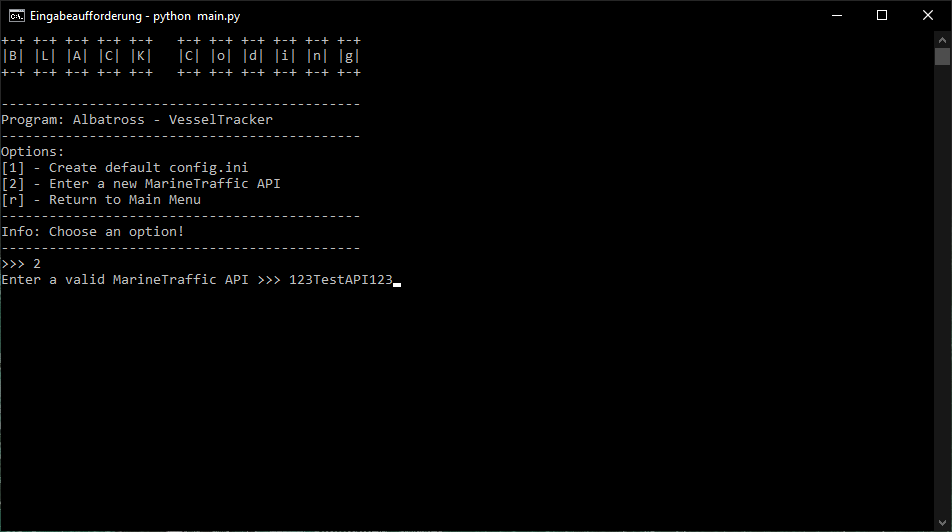 Eingabeaufforderung - python  main.py
+-+ +-+ +-+ +-+ +-+   +-+ +-+ +-+ +-+ +-+ +-+
|B| |L| |A| |C| |K|   |C| |o| |d| |i| |n| |g|
+-+ +-+ +-+ +-+ +-+   +-+ +-+ +-+ +-+ +-+ +-+
---------------------------------------------
Program: Albatross - VesselTracker
---------------------------------------------
Options:
[1] - Create default config.ini
[2] - Enter a new MarineTraffic API
[r] - Return to Main Menu
---------------------------------------------
Info: Choose an option!
---------------------------------------------
>>> 2
Enter a valid MarineTraffic API >>> 123TestAPI123